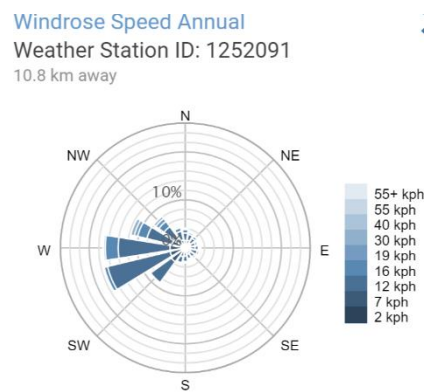 Windrose Speed Annual
Weather Station ID: 1252091
10.8 km away
N
NW
NE
10%
W
E
SW
SE
S
55+ kph
55 kph
40 kph
30 kph
19 kph
16 kph
12 kph
7 kph
2 kph